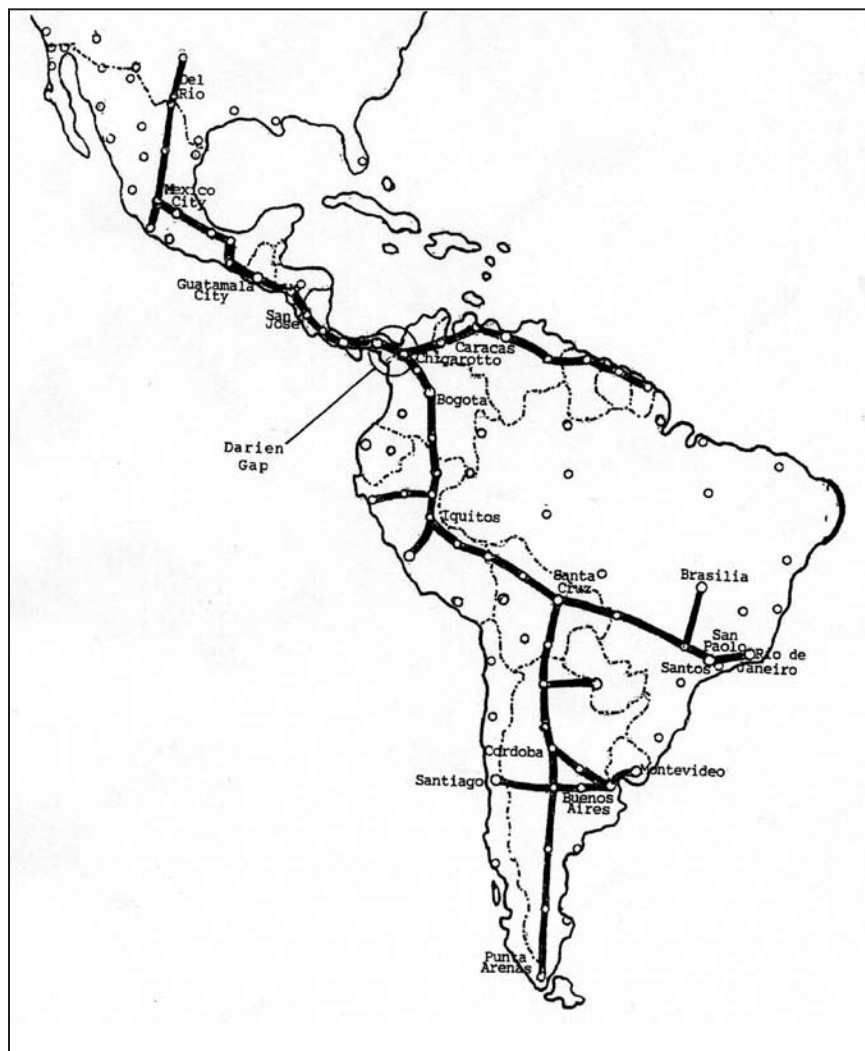 Del
Rio
Mexico
City
Guatamala
City
San
Jose
Caracas
Chigarotto
Bogota
Darien
Gap
Iquitos
Santa
Cruz
Brasilia
San
Paolo
Rio de
Santos
Janeiro
Cordoba
Santiago
Montevideo
Buenos
Aires
Punta
Arenas